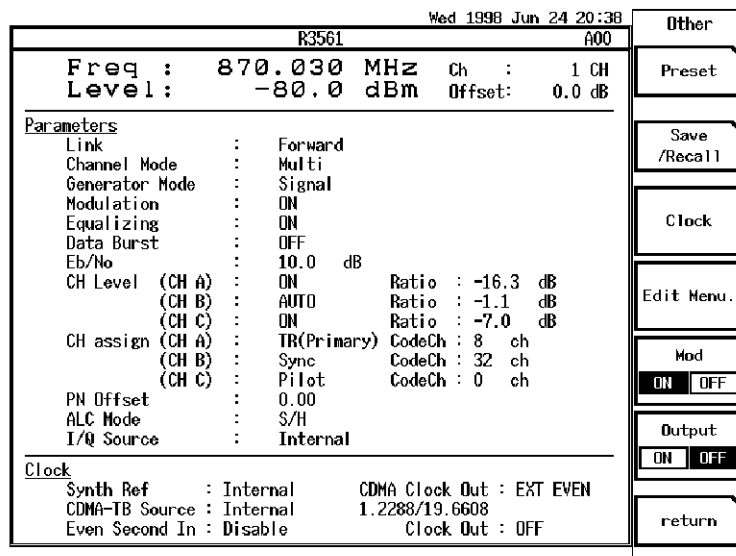 Wed 1998 Jun 24 20:38
R3561 A00
Freq : 870.030 MHz Ch : 1 CH
Level: -80.0 dBm Offset: 0.0 dB
Parameters
Link : Forward
Channel Mode : Multi
Generator Mode : Signal
Modulation : ON
Equalizing : ON
Data Burst : OFF
Eb/No : 10.0 dB
CH Level (CH A) : ON Ratio : -16.3 dB
(CH B) : AUTO Ratio : -1.1 dB
(CH C) : ON Ratio : -7.0 dB
CH assign (CH A) : TR(Primary) CodeCh : 8 ch
(CH B) : Sync CodeCh : 32 ch
(CH C) : Pilot CodeCh : 0 ch
PN Offset : 0.00
ALC Mode : S/H
I/Q Source : Internal
Clock
Synth Ref : Internal CDMA Clock Out : EXT EVEN
CDMA-TB Source : Internal 1.2288/19.6608
Even Second In : Disable Clock Out : OFF
Other
Preset
Save
/Recall
Clock
Edit Menu.
Mod
ON OFF
Output
ON OFF
return